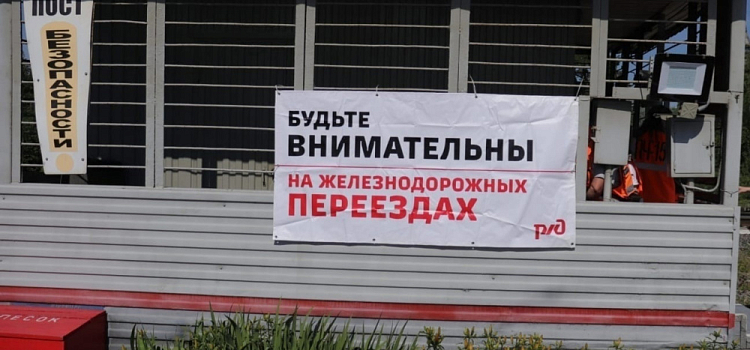 ПОСТ
БЕЗОПАСНОСТИ
БУДЬТЕ
ВНИМАТЕЛЬНЫ
НА ЖЕЛЕЗНОДОРОЖНЫХ
ПЕРЕЕЗДАХ
ржд
ПЕСОК